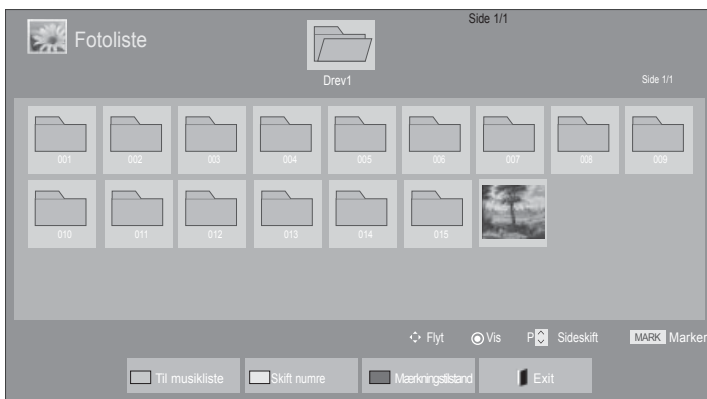 Side 1/1
Fotoliste
Drev1
Side 1/1
001 002 003 004 005 006 007 008 009
010 011 012 013 014 015
Flyt Vis P Sideskift MARK Marker
Til musikliste Skift numre Mærkningstilstand Exit